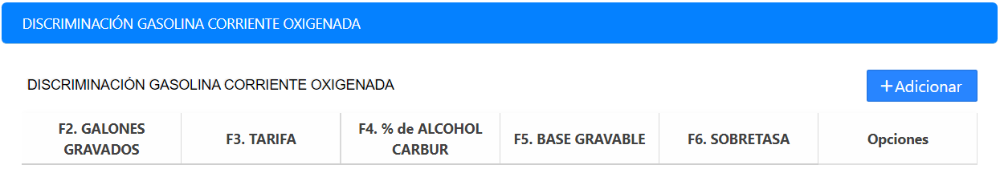 DISCRIMINACIÓN GASOLINA CORRIENTE OXIGENADA
DISCRIMINACIÓN GASOLINA CORRIENTE OXIGENADA
+Adicionar
F2. GALONES
GRAVADOS
F3. TARIFA
F4. % de ALCOHOL
CARBUR
F5. BASE GRAVABLE
F6. SOBRETASA
Opciones